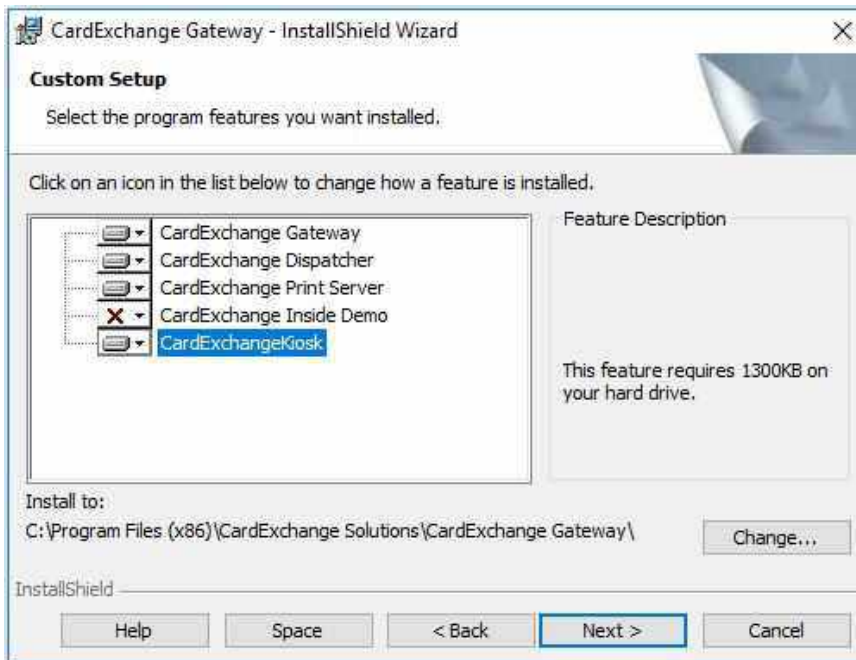 CardExchange Gateway - InstallShield Wizard
Custom Setup
Select the program features you want installed.
Click on an icon in the list below to change how a feature is installed.
CardExchange Gateway
CardExchange Dispatcher
CardExchange Print Server
CardExchange Inside Demo
CardExchangeKiosk
Feature Description
This feature requires 1300KB on
your hard drive.
Install to:
C:\Program Files (x86)\CardExchange Solutions\CardExchange Gateway\
Change...
InstallShield
Help
Space
< Back
Next >
Cancel